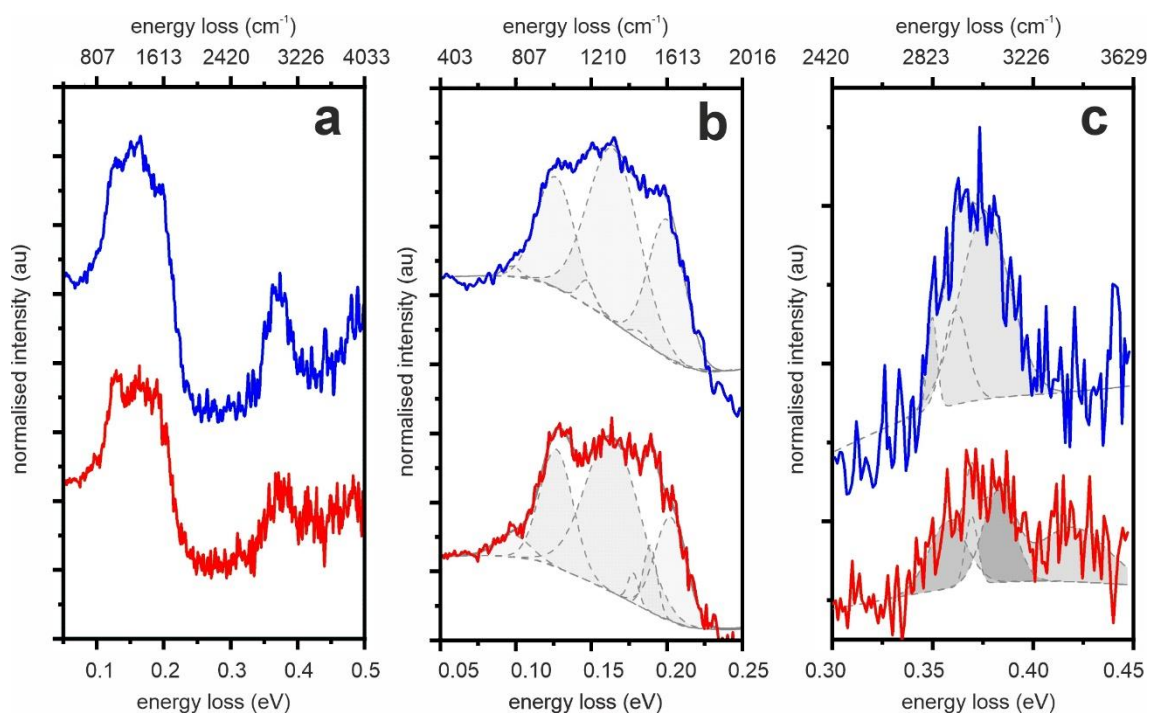 energy loss (cm⁻¹)
807 1613 2420 3226 4033
a
normalised intensity (au)
0.1 0.2 0.3 0.4 0.5
energy loss (eV)
energy loss (cm⁻¹)
403 807 1210 1613 2016
b
normalised intensity (au)
0.05 0.10 0.15 0.20 0.25
energy loss (eV)
energy loss (cm⁻¹)
2420 2823 3226 3629
c
normalised intensity (au)
0.30 0.35 0.40 0.45
energy loss (eV)